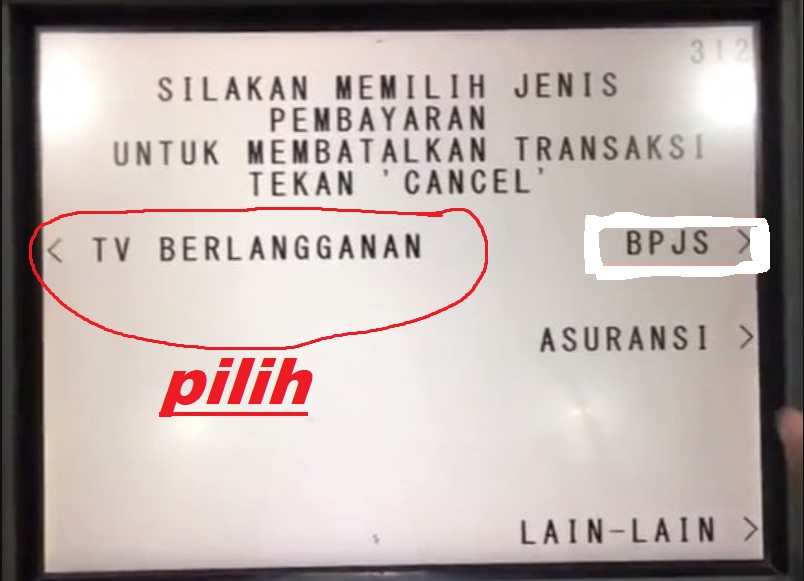 312
SILAKAN MEMILIH JENIS
PEMBAYARAN
UNTUK MEMBATALKAN TRANSAKSI
TEKAN 'CANCEL'
< TV BERLANGGANAN
BPJS >
ASURANSI >
pilih
LAIN-LAIN >